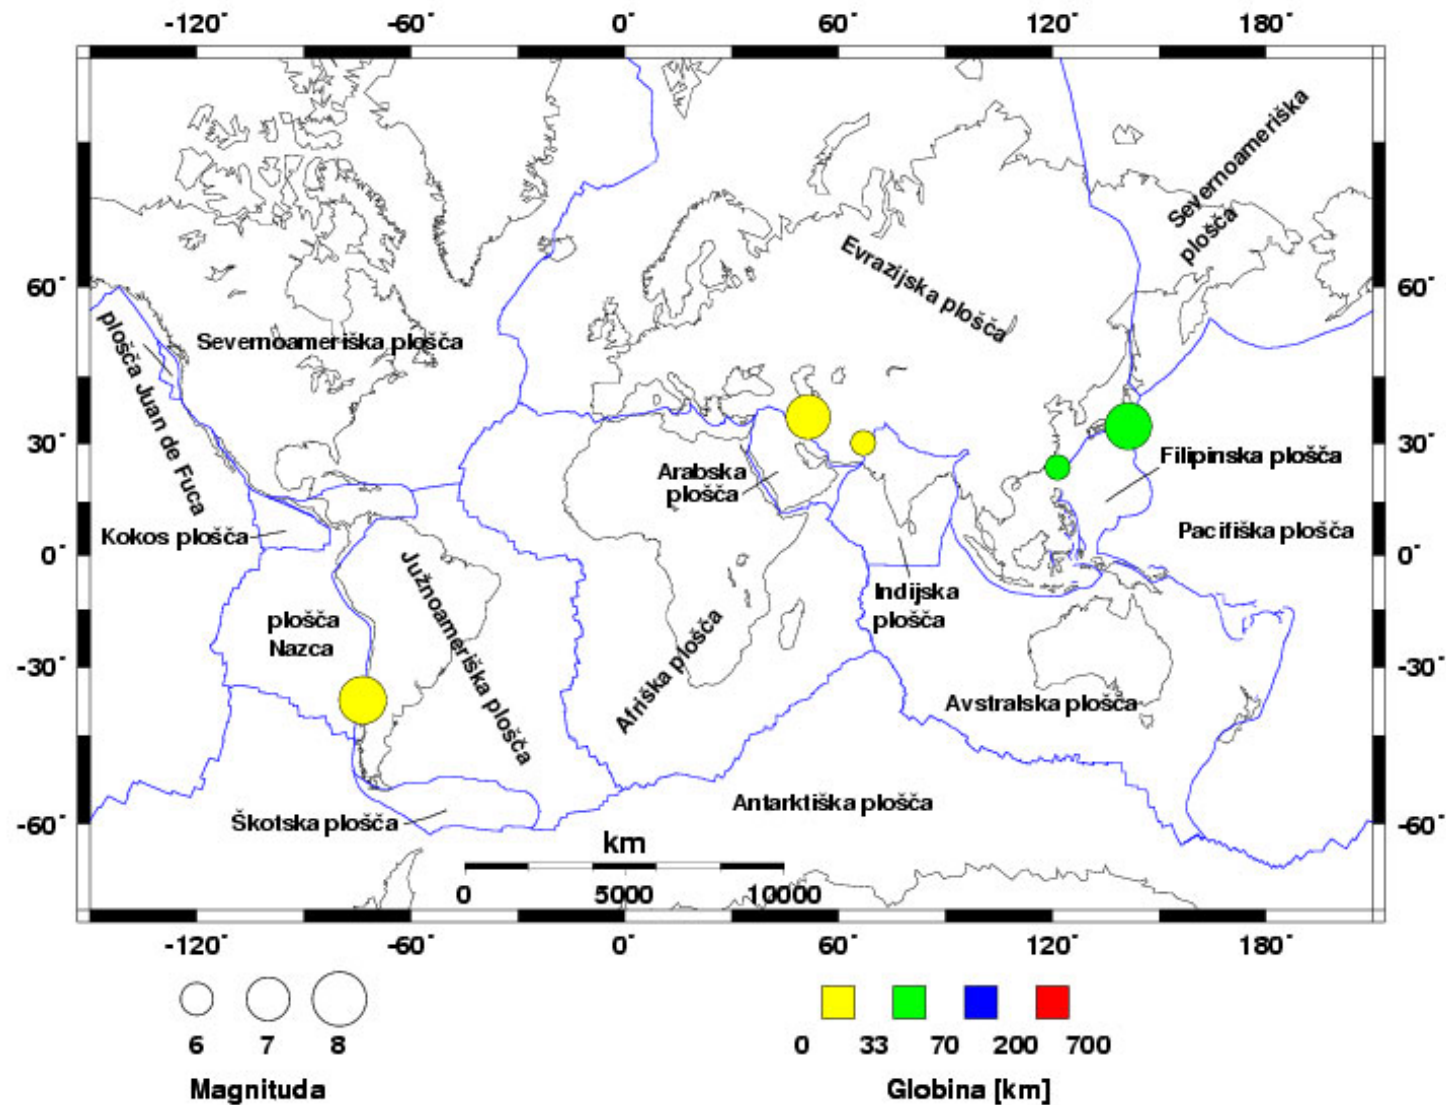 -120° -60° 0° 60° 120° 180°
60° 60°
30° 30°
0° 0°
-30° -30°
-60° -60°
Severnoameriška
plošča
Evrazijska plošča
Severnoameriška plošča
plošča Juan de Fuca
Arabska
plošča
Filipinska plošča
Kokos plošča
Pacifiška plošča
Južnoameriška plošča
Indijska
plošča
plošča
Nazca
Afriška plošča
Avstralska plošča
Antarktiška plošča
Škotska plošča
km
0 5000 10000
-120° -60° 0° 60° 120° 180°
6 7 8
0 33 70 200 700
Magnituda
Globina [km]